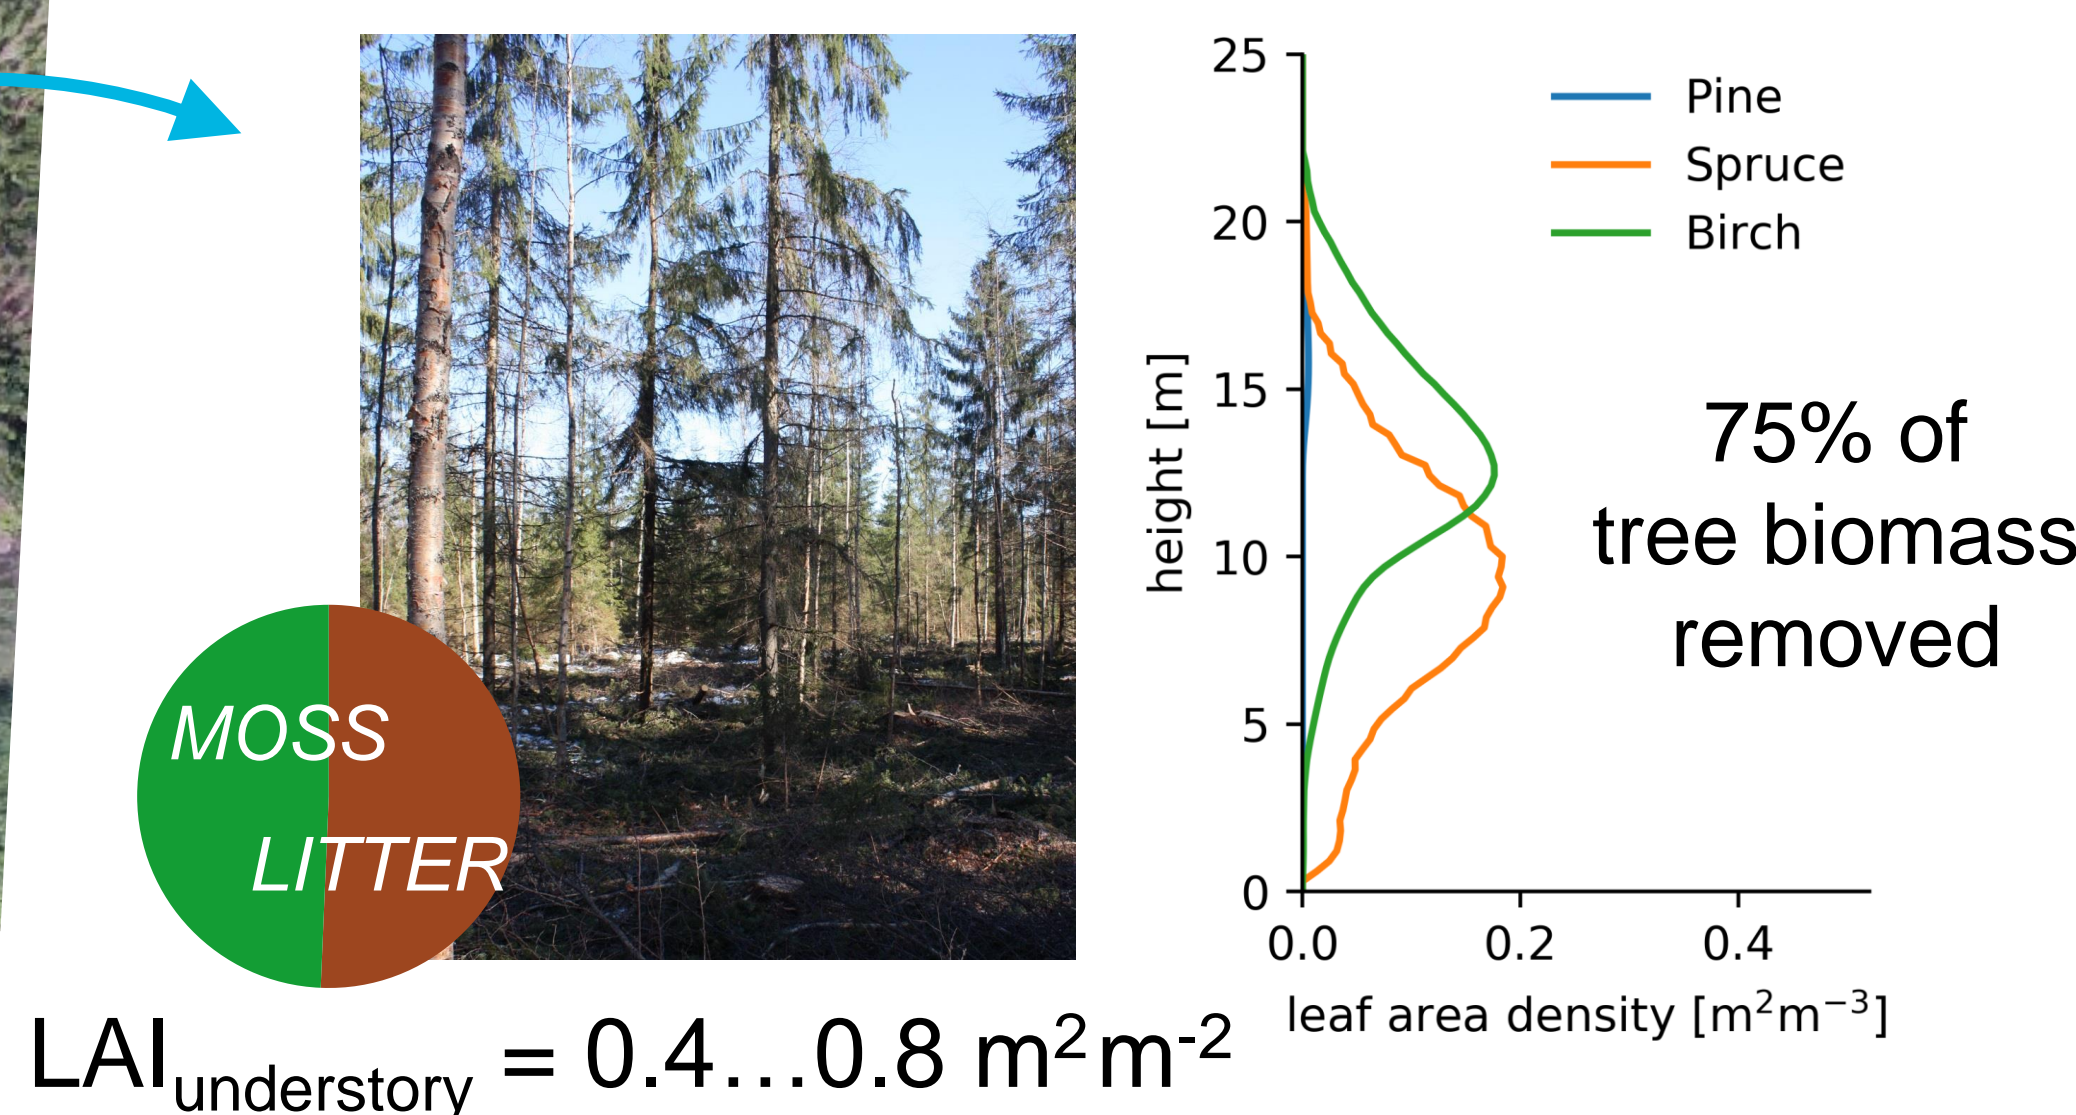 25
20
15
10
5
0
height [m]
0.0 0.2 0.4
leaf area density [m²m⁻³]
Pine
Spruce
Birch
75% of
tree biomass
removed
MOSS
LITTER
LAIunderstory = 0.4…0.8 m²m⁻²